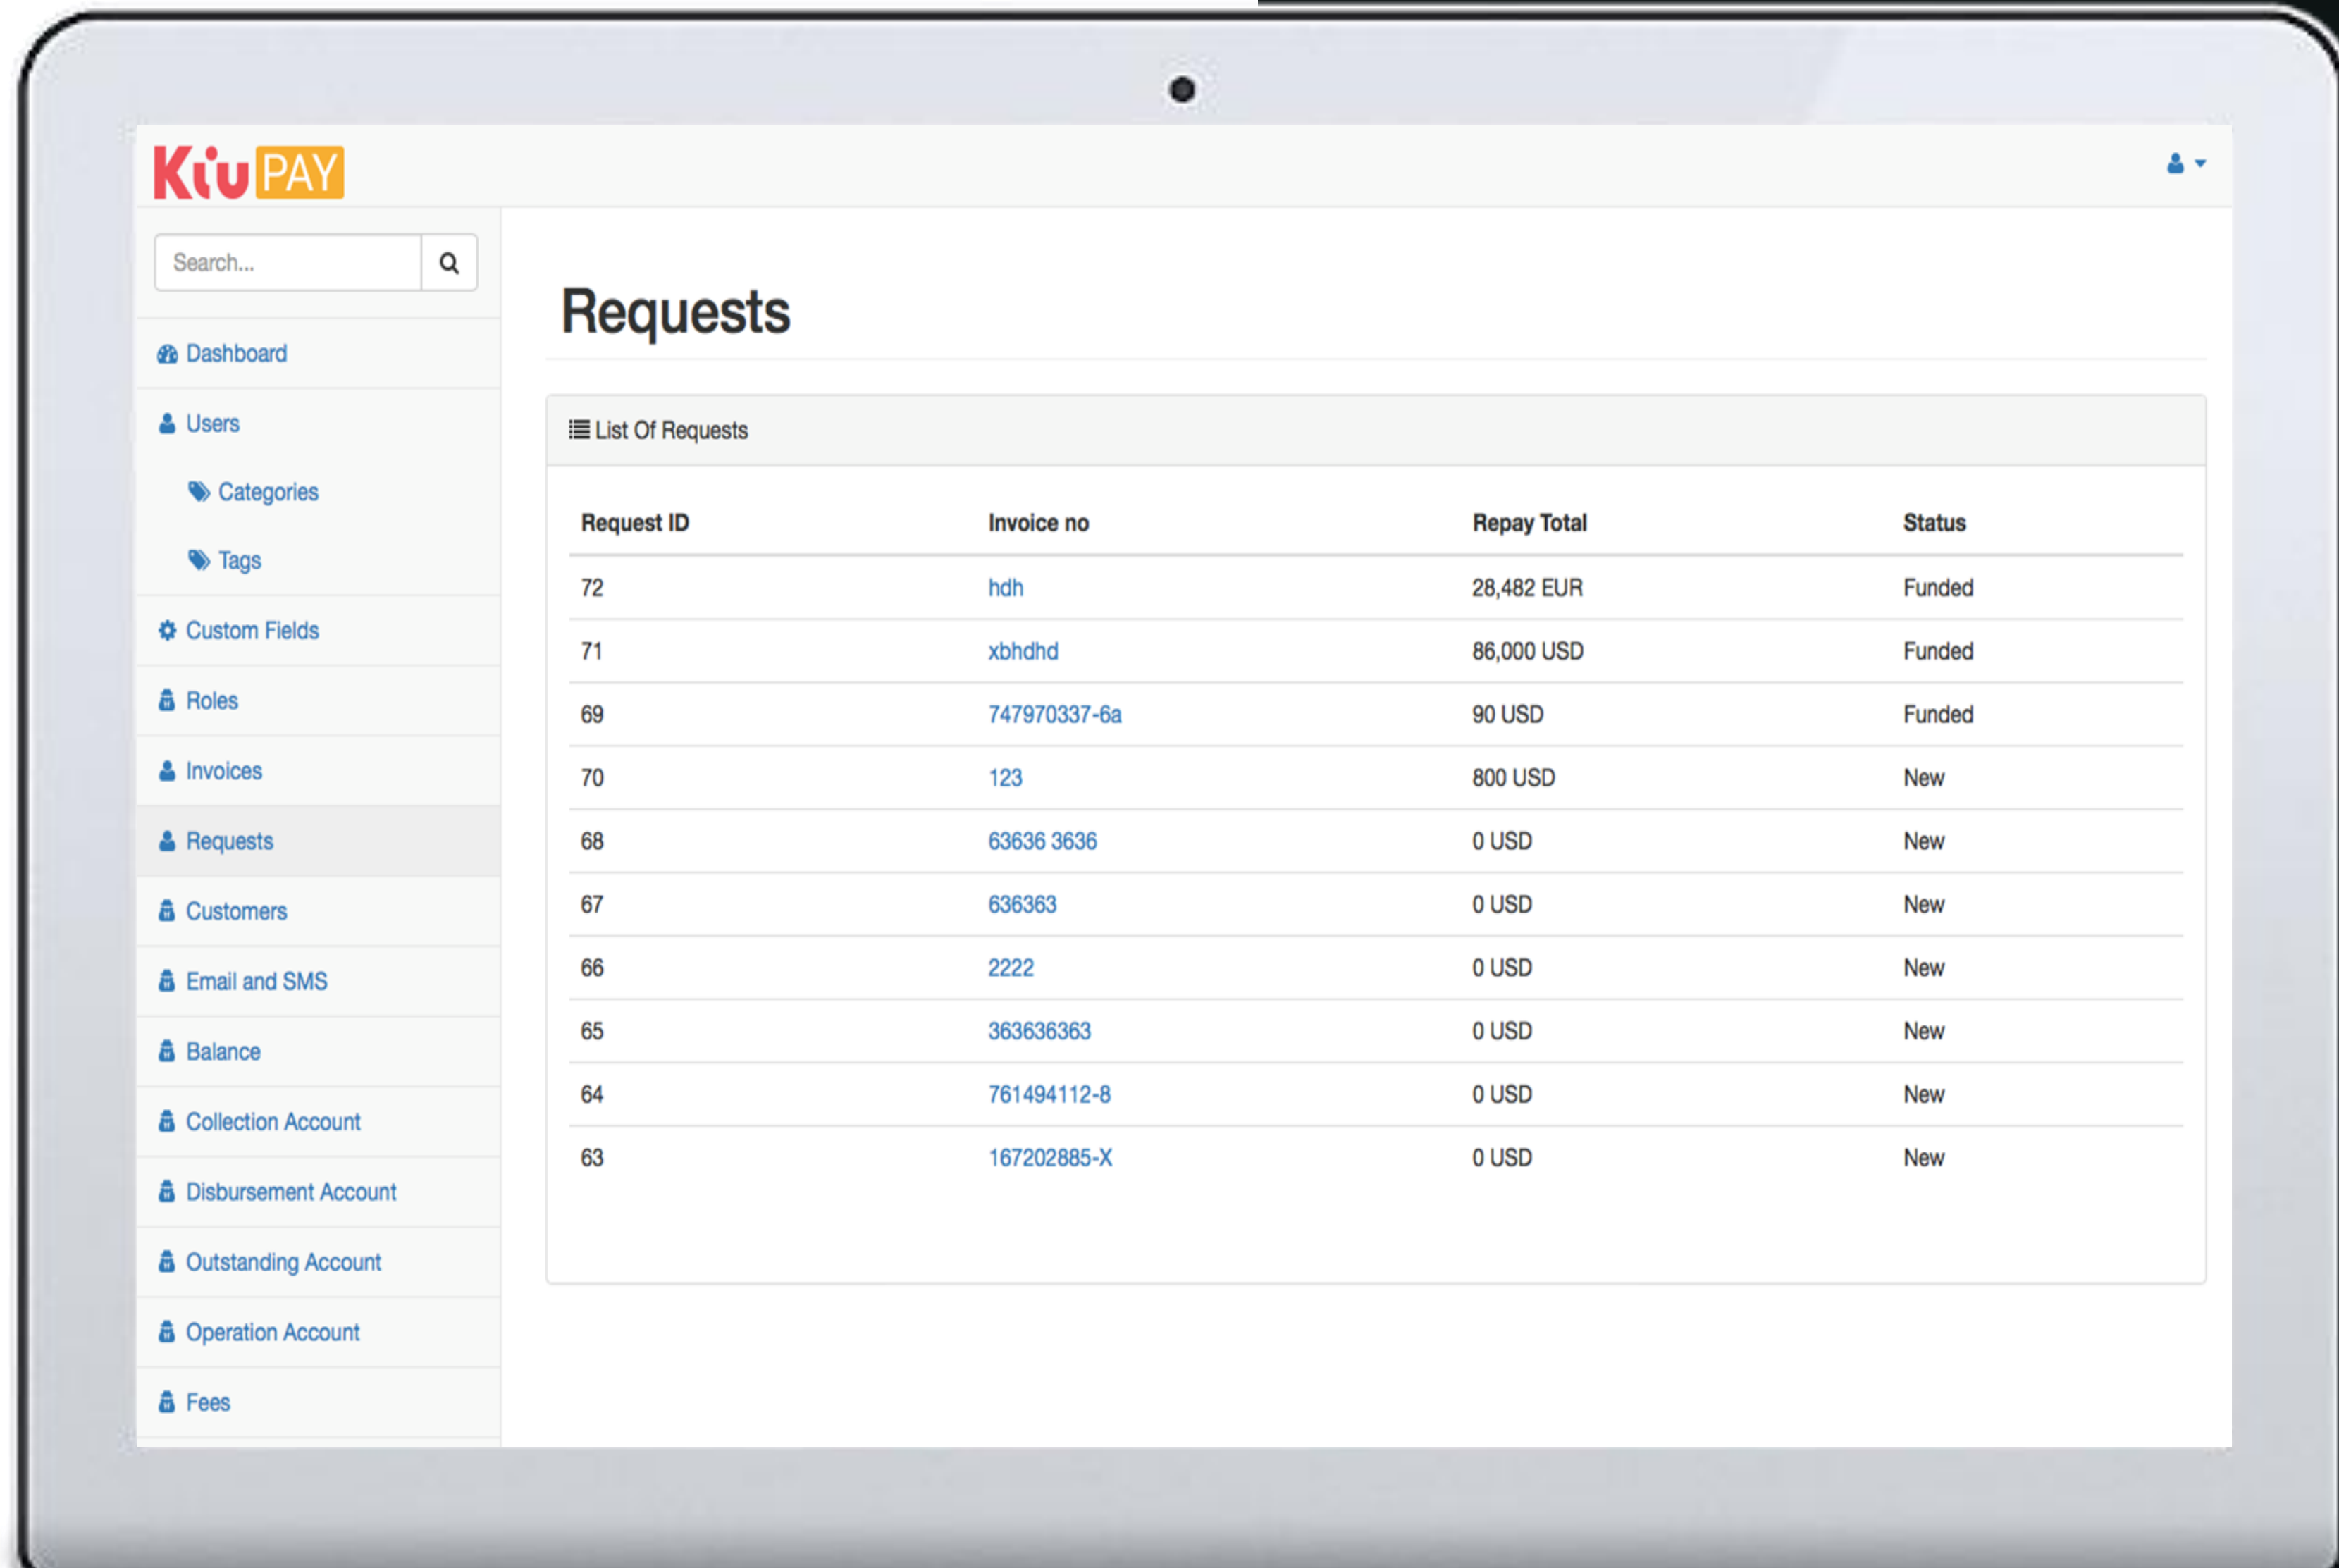 Kiu PAY
Search...
Dashboard
Users
Categories
Tags
Custom Fields
Roles
Invoices
Requests
Customers
Email and SMS
Balance
Collection Account
Disbursement Account
Outstanding Account
Operation Account
Fees
Requests
List Of Requests
Request ID Invoice no Repay Total Status
72 hdh 28,482 EUR Funded
71 xbhdhd 86,000 USD Funded
69 747970337-6a 90 USD Funded
70 123 800 USD New
68 63636 3636 0 USD New
67 636363 0 USD New
66 2222 0 USD New
65 363636363 0 USD New
64 761494112-8 0 USD New
63 167202885-X 0 USD New